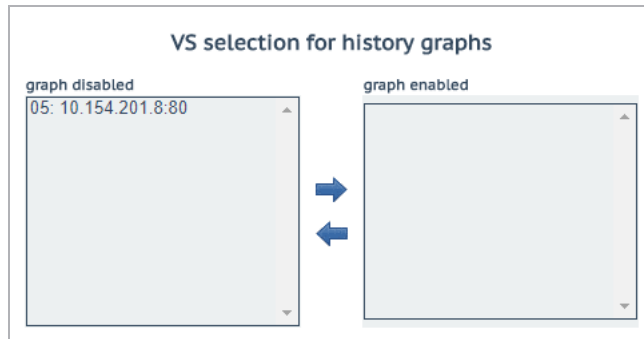 VS selection for history graphs
graph disabled
graph enabled
05: 10.154.201.8:80